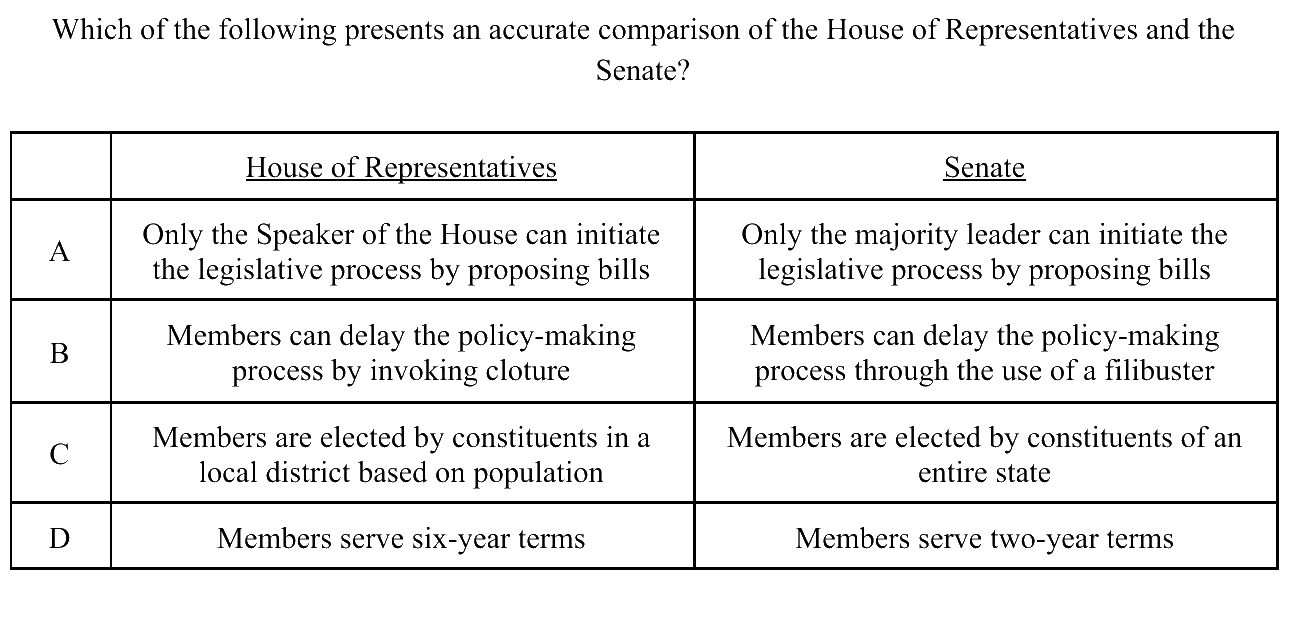 Which of the following presents an accurate comparison of the House of Representatives and the
Senate?
House of Representatives
Senate
A
Only the Speaker of the House can initiate
the legislative process by proposing bills
Only the majority leader can initiate the
legislative process by proposing bills
B
Members can delay the policy-making
process by invoking cloture
Members can delay the policy-making
process through the use of a filibuster
C
Members are elected by constituents in a
local district based on population
Members are elected by constituents of an
entire state
D
Members serve six-year terms
Members serve two-year terms